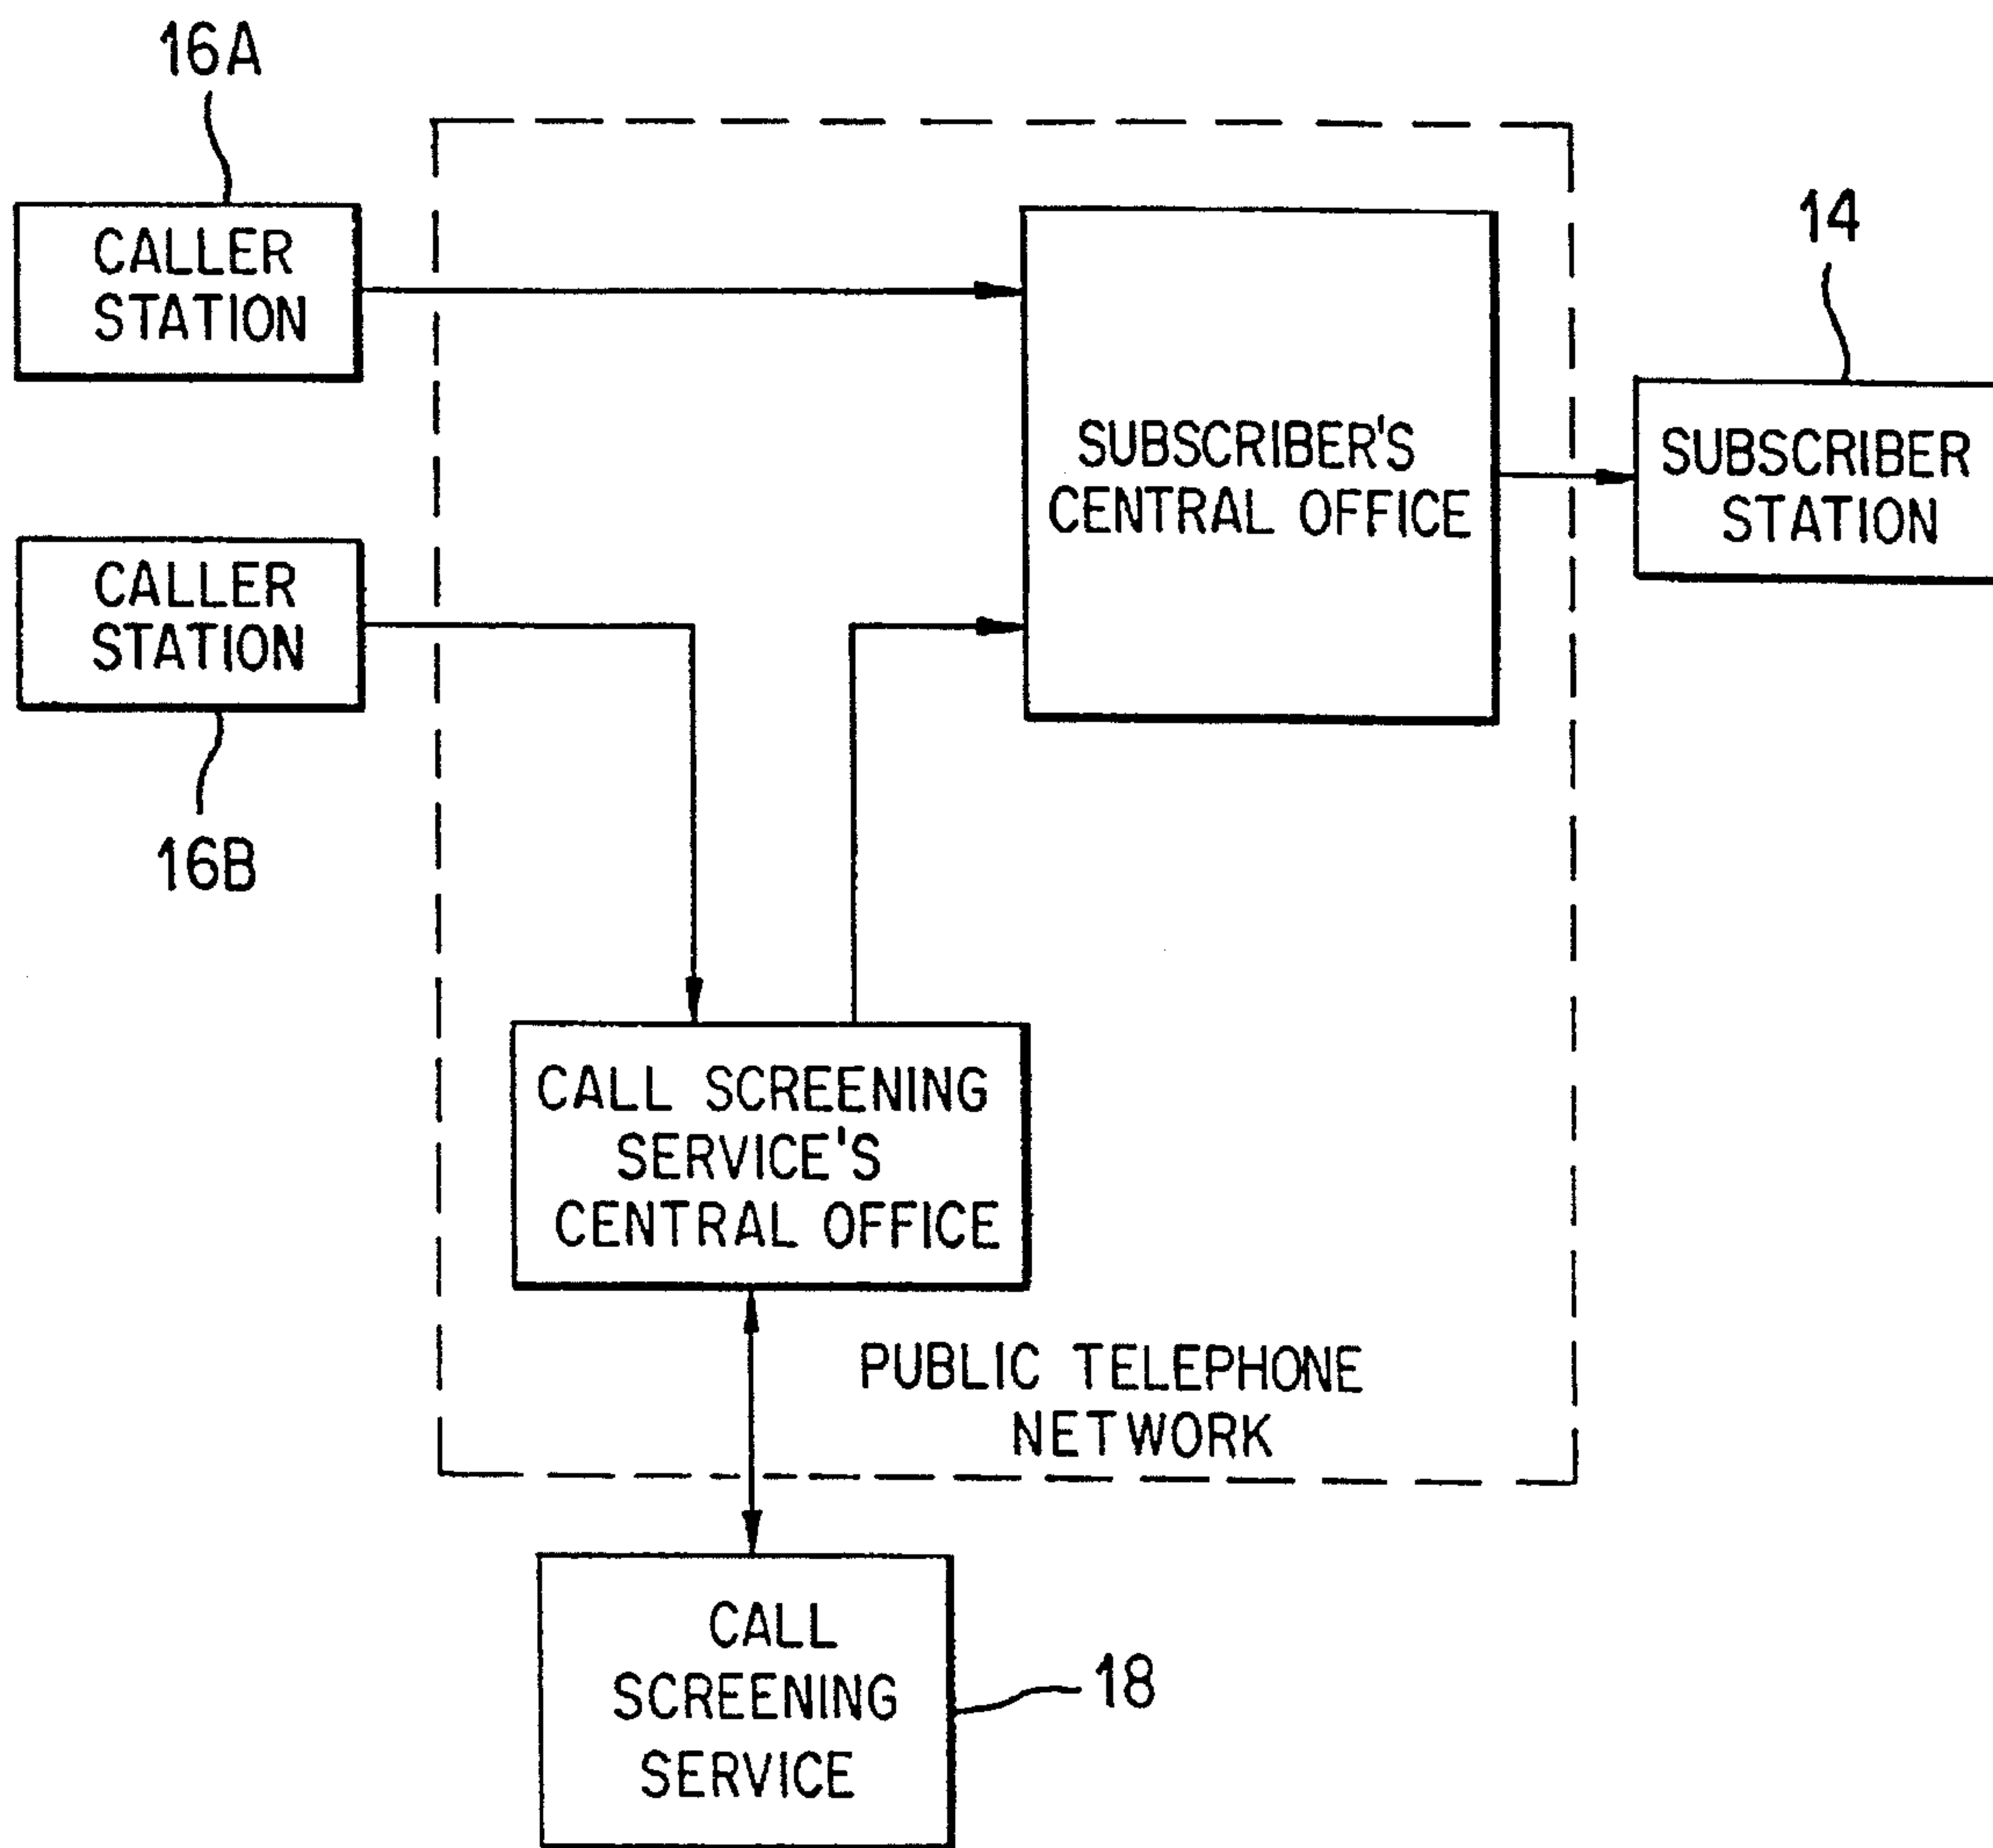 16A
CALLER
STATION
14
SUBSCRIBER'S
CENTRAL OFFICE
SUBSCRIBER
STATION
CALLER
STATION
16B
CALL SCREENING
SERVICE'S
CENTRAL OFFICE
PUBLIC TELEPHONE
NETWORK
CALL
SCREENING
SERVICE
18